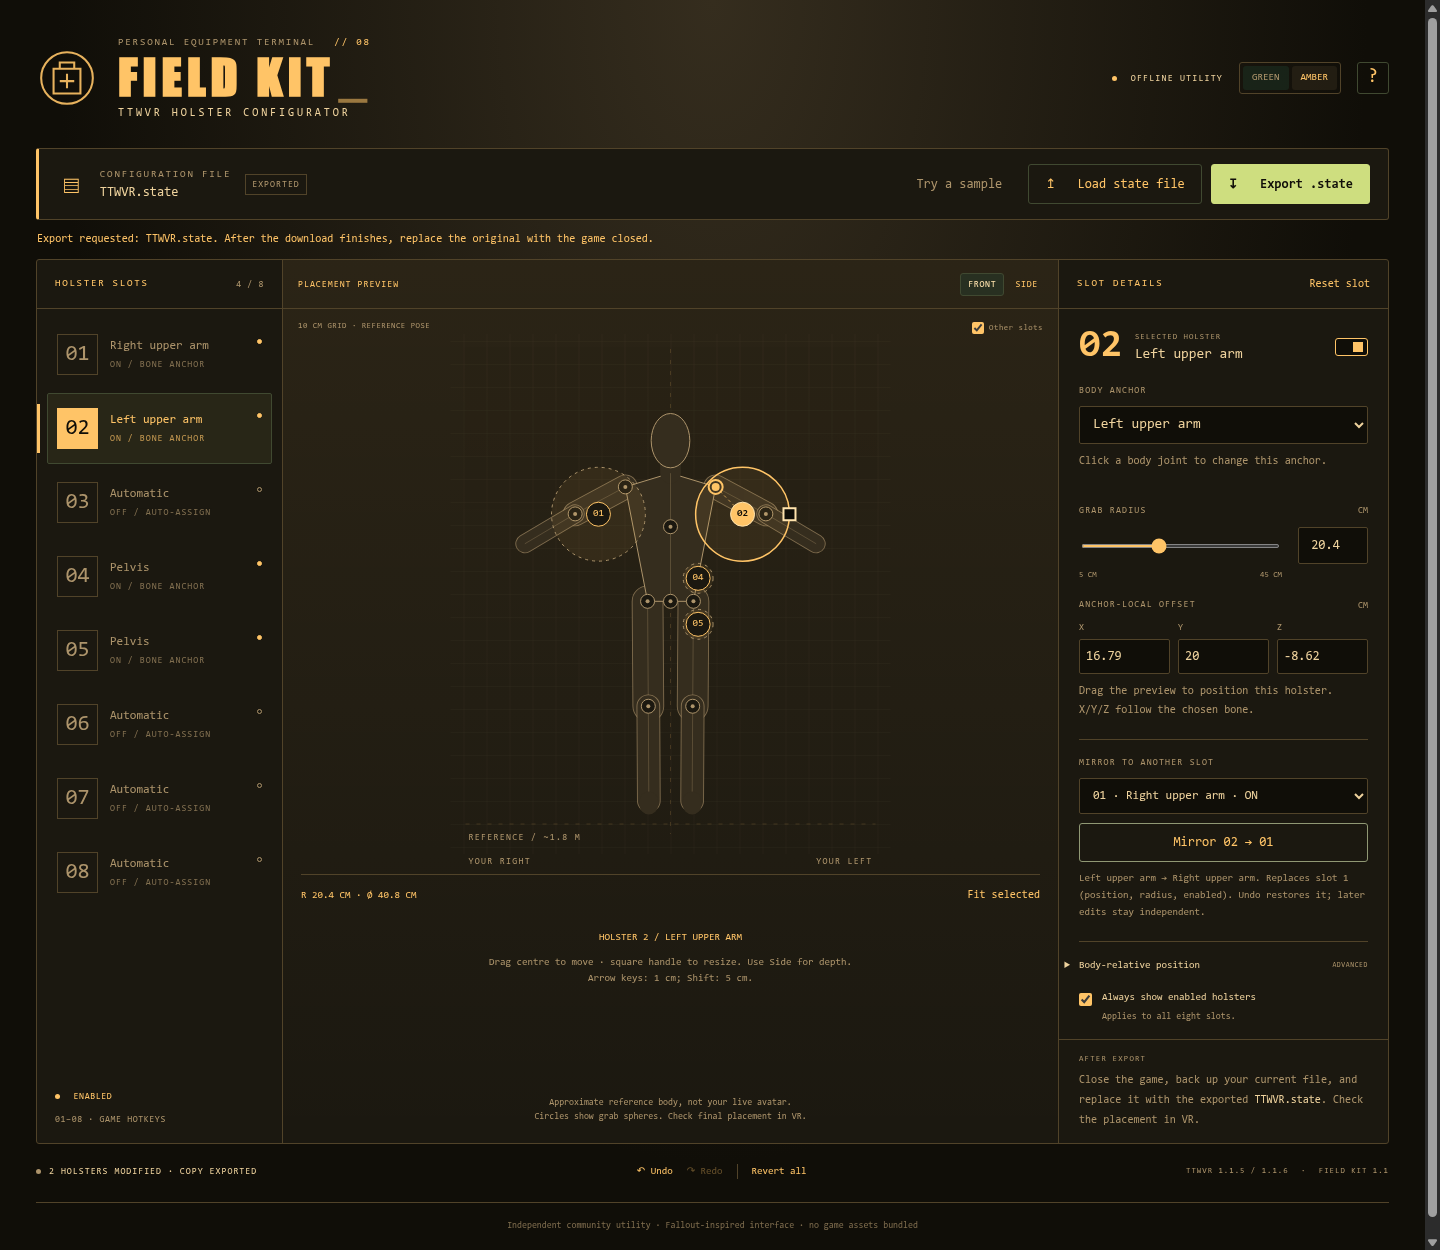 PERSONAL EQUIPMENT TERMINAL // 08
FIELD KIT_
TTWVR HOLSTER CONFIGURATOR
OFFLINE UTILITY
GREEN
AMBER
?
CONFIGURATION FILE
TTWVR.state
EXPORTED
Try a sample
↥ Load state file
↧ Export .state
Export requested: TTWVR.state. After the download finishes, replace the original with the game closed.
HOLSTER SLOTS
4 / 8
01
Right upper arm
ON / BONE ANCHOR
02
Left upper arm
ON / BONE ANCHOR
03
Automatic
OFF / AUTO-ASSIGN
04
Pelvis
ON / BONE ANCHOR
05
Pelvis
ON / BONE ANCHOR
06
Automatic
OFF / AUTO-ASSIGN
07
Automatic
OFF / AUTO-ASSIGN
08
Automatic
OFF / AUTO-ASSIGN
ENABLED
01–08 · GAME HOTKEYS
PLACEMENT PREVIEW
FRONT
SIDE
10 CM GRID · REFERENCE POSE
Other slots
01
02
04
05
REFERENCE / ~1.8 M
YOUR RIGHT
YOUR LEFT
R 20.4 CM · Ø 40.8 CM
Fit selected
HOLSTER 2 / LEFT UPPER ARM
Drag centre to move · square handle to resize. Use Side for depth.
Arrow keys: 1 cm; Shift: 5 cm.
Approximate reference body, not your live avatar.
Circles show grab spheres. Check final placement in VR.
SLOT DETAILS
Reset slot
02
SELECTED HOLSTER
Left upper arm
BODY ANCHOR
Left upper arm
Click a body joint to change this anchor.
GRAB RADIUS
CM
20.4
5 CM
45 CM
ANCHOR-LOCAL OFFSET
CM
X
Y
Z
16.79
20
-8.62
Drag the preview to position this holster.
X/Y/Z follow the chosen bone.
MIRROR TO ANOTHER SLOT
01 · Right upper arm · ON
Mirror 02 → 01
Left upper arm → Right upper arm. Replaces slot 1
(position, radius, enabled). Undo restores it; later
edits stay independent.
Body-relative position
ADVANCED
Always show enabled holsters
Applies to all eight slots.
AFTER EXPORT
Close the game, back up your current file, and
replace it with the exported TTWVR.state. Check
the placement in VR.
2 HOLSTERS MODIFIED · COPY EXPORTED
↶ Undo
↷ Redo
Revert all
TTWVR 1.1.5 / 1.1.6 · FIELD KIT 1.1
Independent community utility · Fallout-inspired interface · no game assets bundled